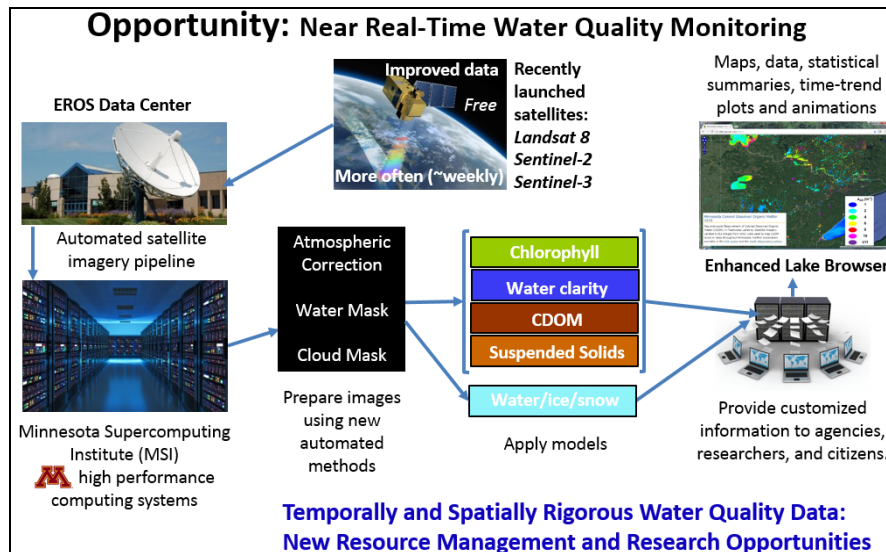 Opportunity: Near Real-Time Water Quality Monitoring
EROS Data Center
Improved data
Free
More often (~weekly)
Recently
launched
satellites:
Landsat 8
Sentinel-2
Sentinel-3
Maps, data, statistical
summaries, time-trend
plots and animations
Automated satellite
imagery pipeline
Atmospheric
Correction
Water Mask
Cloud Mask
Chlorophyll
Water clarity
CDOM
Suspended Solids
Water/ice/snow
Enhanced Lake Browser
Minnesota Supercomputing
Institute (MSI)
M high performance
computing systems
Prepare images
using new
automated
methods
Apply models
Provide customized
information to agencies,
researchers, and citizens.
Temporally and Spatially Rigorous Water Quality Data:
New Resource Management and Research Opportunities